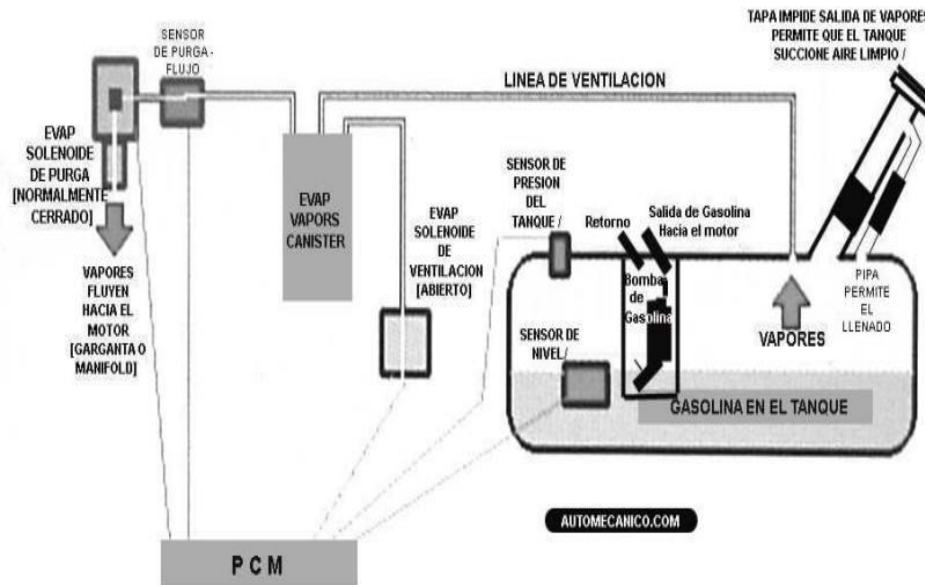 SENSOR
DE PURGA -
FLUJO
TAPA IMPIDE SALIDA DE VAPORES
PERMITE QUE EL TANQUE
SUCCIONE AIRE LIMPIO /
LINEA DE VENTILACION
EVAP
SOLENOIDE
DE PURGA
[NORMALMENTE
CERRADO]
VAPORES
FLUYEN
HACIA EL
MOTOR
[GARGANTA O
MANIFOLD]
EVAP
VAPORS
CANISTER
EVAP
SOLENOIDE
DE
VENTILACION
[ABIERTO]
SENSOR DE
PRESION
DEL
TANQUE /
Retorno
Salida de Gasolina
Hacia el motor
Bomba
de
Gasolina
SENSOR DE
NIVEL/
VAPORES
PIPA
PERMITE
EL
LLENADO
GASOLINA EN EL TANQUE
AUTOMECANICO.COM
PCM